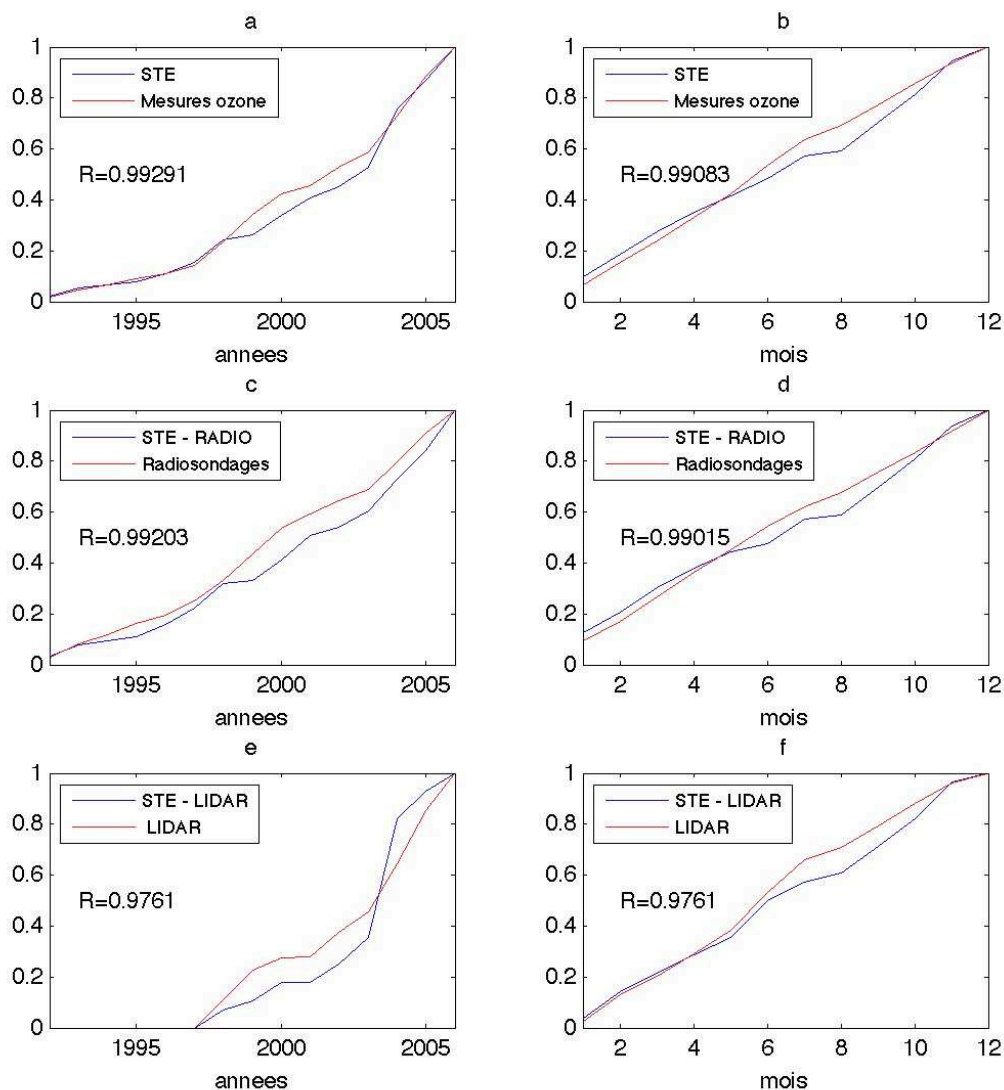 a
1
0.8
0.6
0.4
0.2
0
STE
Mesures ozone
R=0.99291
1995 2000 2005
annees
b
1
0.8
0.6
0.4
0.2
0
STE
Mesures ozone
R=0.99083
2 4 6 8 10 12
mois
c
1
0.8
0.6
0.4
0.2
0
STE - RADIO
Radiosondages
R=0.99203
1995 2000 2005
annees
d
1
0.8
0.6
0.4
0.2
0
STE - RADIO
Radiosondages
R=0.99015
2 4 6 8 10 12
mois
e
1
0.8
0.6
0.4
0.2
0
STE - LIDAR
LIDAR
R=0.9761
1995 2000 2005
annees
f
1
0.8
0.6
0.4
0.2
0
STE - LIDAR
LIDAR
R=0.9761
2 4 6 8 10 12
mois